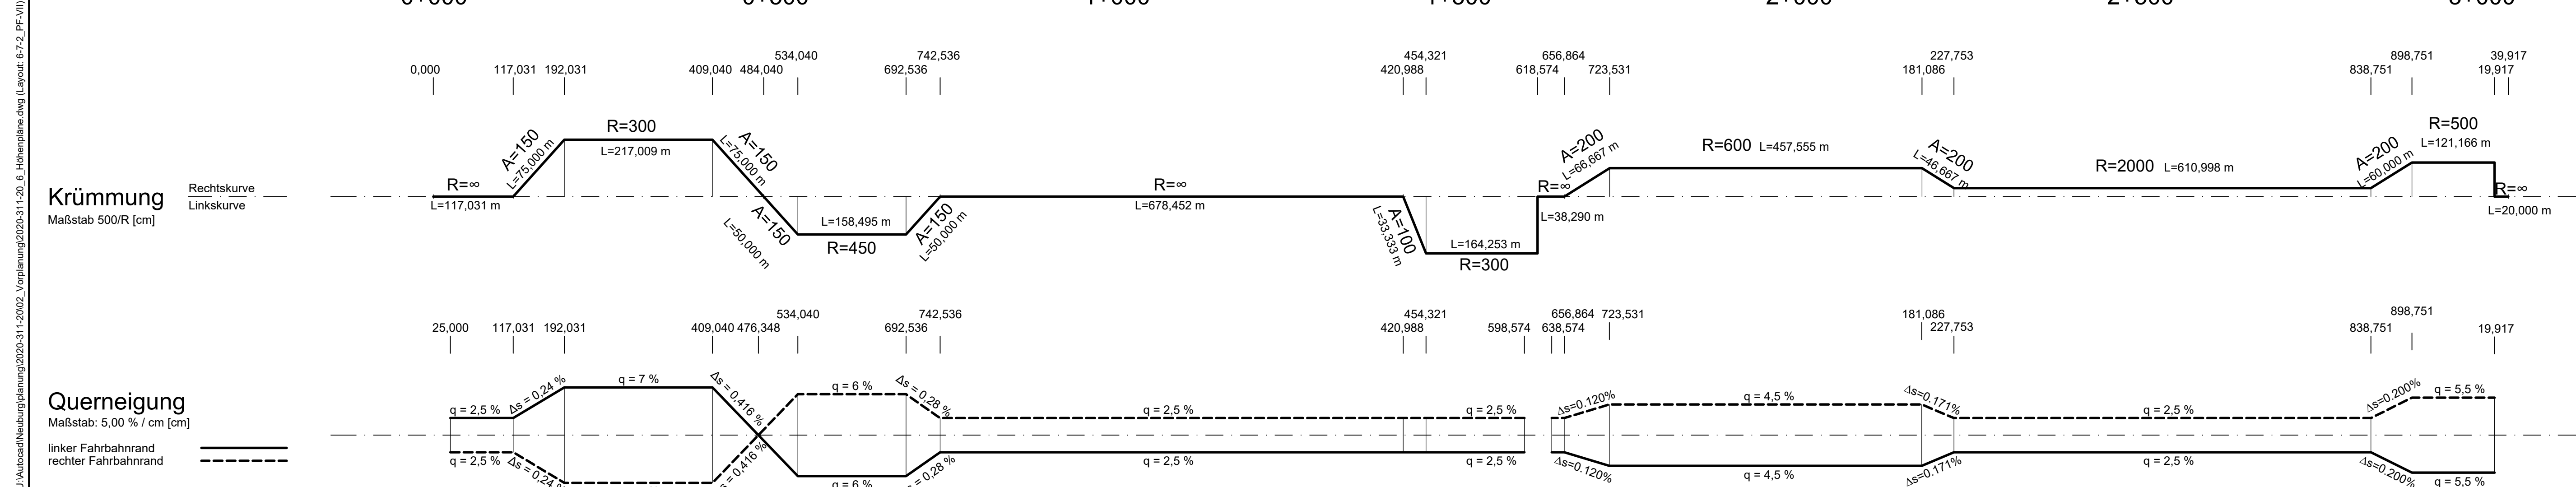 534,040 742,536 454,321 656,864 227,753 898,751 39,917
0,000 117,031 192,031 409,040 484,040 692,536 420,988 618,574 723,531 181,086 838,751 19,917
Krümmung
Maßstab 500/R [cm]
Rechtskurve
Linkskurve
R=∞
L=117,031 m
A=150
L=75,000 m
R=300
L=217,009 m
A=150
L=75,000 m
A=150
L=50,000 m
L=158,495 m
R=450
A=150
L=50,000 m
R=∞
L=678,452 m
A=100
L=33,333 m
L=164,253 m
R=300
R=∞
L=38,290 m
A=200
L=66,667 m
R=600 L=457,555 m
A=200
L=46,667 m
R=2000 L=610,998 m
A=200
L=60,000 m
R=500
L=121,166 m
R=∞
L=20,000 m
534,040 742,536 454,321 656,864 723,531 181,086 898,751
25,000 117,031 192,031 409,040 476,348 692,536 420,988 598,574 638,574 227,753 838,751 19,917
Querneigung
Maßstab: 5,00 % / cm [cm]
linker Fahrbahnrand
rechter Fahrbahnrand
q = 2,5 % Δs = 0,24 % q = 7 % Δs = 0,416 % q = 6 % Δs = 0,28 % q = 2,5 % q = 2,5 % Δs=0.120% q = 4,5 % Δs=0.171% q = 2,5 % Δs=0.200% q = 5,5 %
q = 2,5 % Δs = 0,24 0,416 % q = 6 % = 0,28 % q = 2,5 % q = 2,5 % Δs=0.120% q = 4,5 % Δs=0.171% q = 2,5 % Δs=0.200% q = 5,5 %
J:\Autocad\Neuburg\planung\2020-311-20\02_Vorplanung\2020-311-20_6_Höhenpläne.dwg (Layout: 6-7-2_PF-VII)